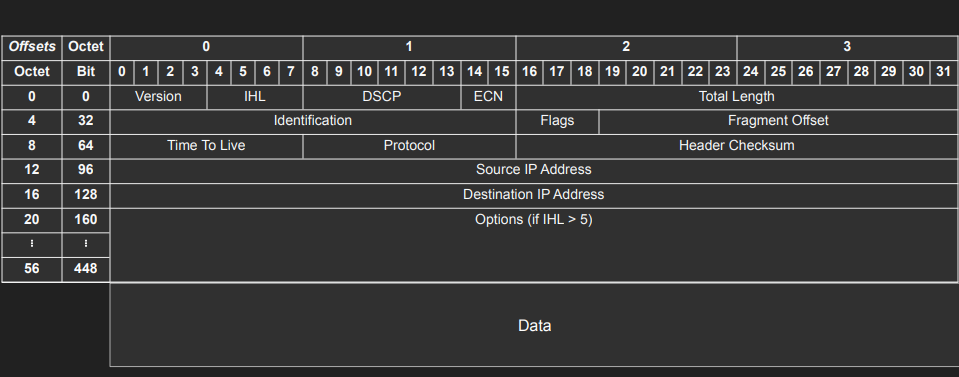 Offsets Octet 0 1 2 3
Octet Bit 0 1 2 3 4 5 6 7 8 9 10 11 12 13 14 15 16 17 18 19 20 21 22 23 24 25 26 27 28 29 30 31
0 0 Version IHL DSCP ECN Total Length
4 32 Identification Flags Fragment Offset
8 64 Time To Live Protocol Header Checksum
12 96 Source IP Address
16 128 Destination IP Address
20 160 Options (if IHL > 5)
⁝ ⁝
56 448
Data